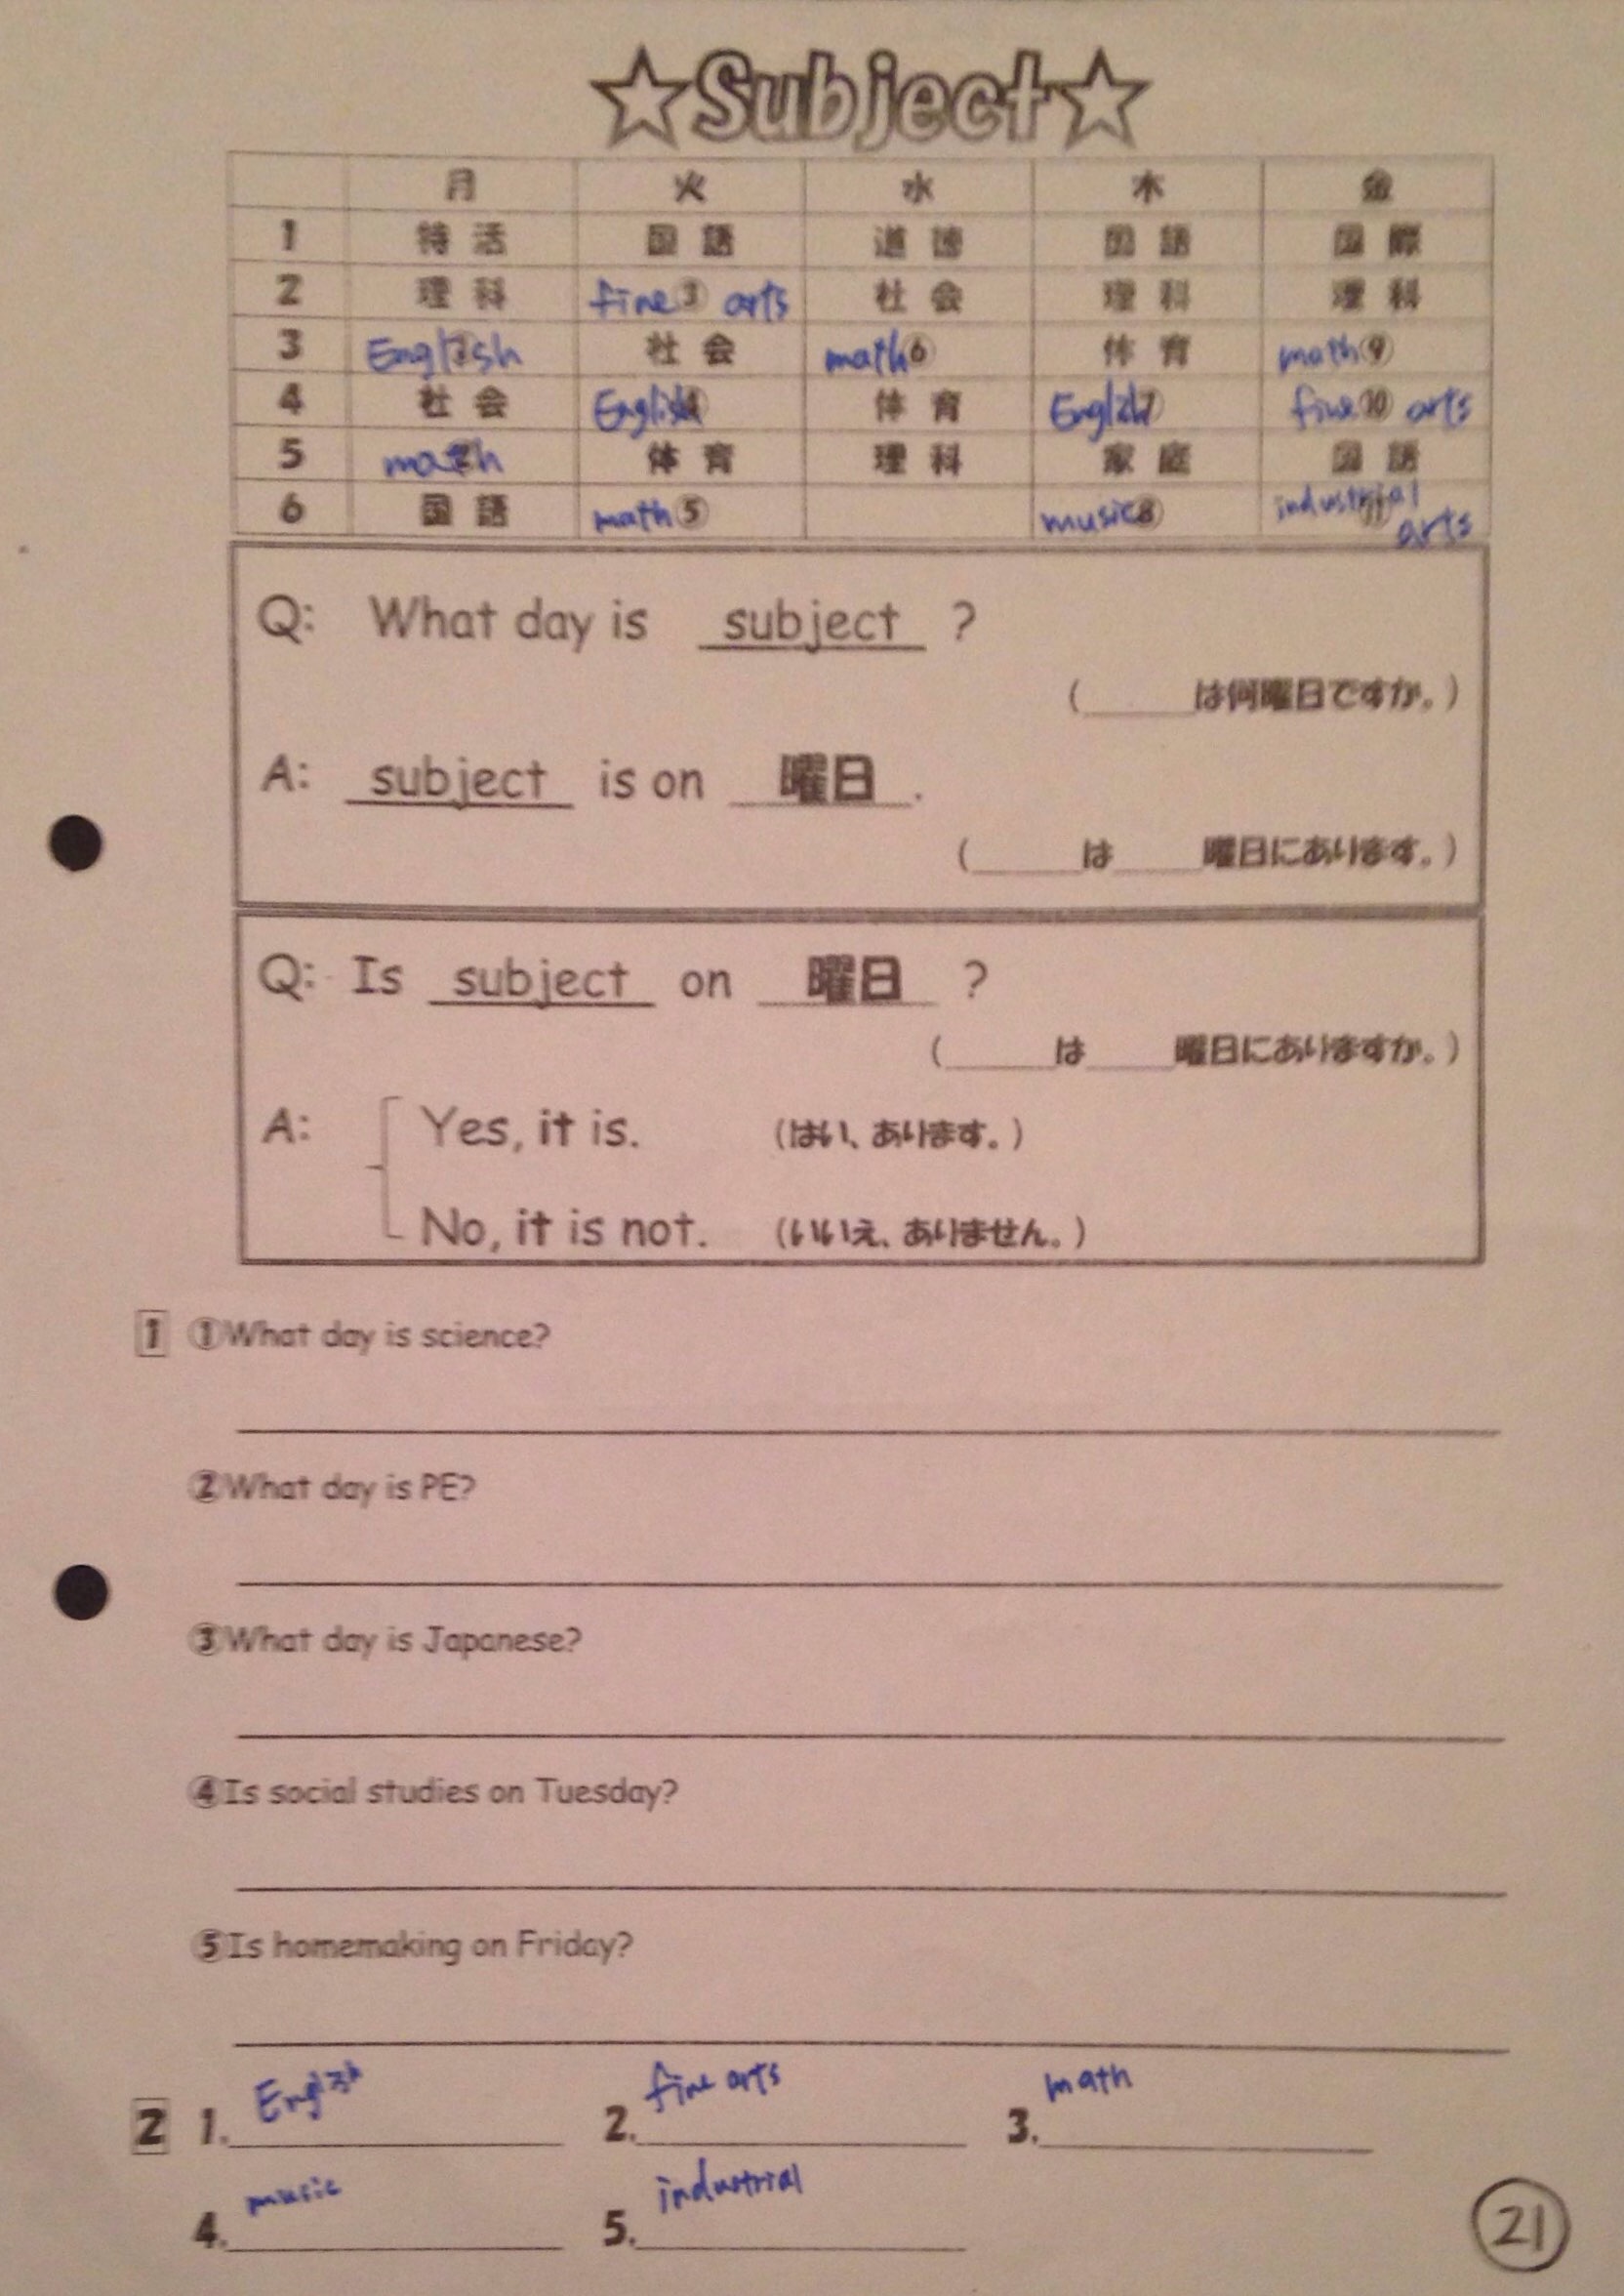 ☆Subject☆
月 火 水 木 金
1 特活 国語 道徳 国語 国際
2 理科 fine③ arts 社会 理科 理科
3 English 社会 math⑥ 体育 math⑨
4 社会 English 体育 English⑦ fine⑩ arts
5 math 体育 理科 家庭 国語
6 国語 math⑤ music⑧ industrial arts
Q: What day is subject ?
(_____は何曜日ですか。)
A: subject is on 曜日.
(_____は____曜日にあります。)
Q: Is subject on 曜日 ?
(_____は____曜日にありますか。)
A: Yes, it is. (はい、あります。)
No, it is not. (いいえ、ありません。)
1 ①What day is science?
②What day is PE?
③What day is Japanese?
④Is social studies on Tuesday?
⑤Is homemaking on Friday?
2 1. English 2. fine arts 3. math
4. music 5. industrial
21